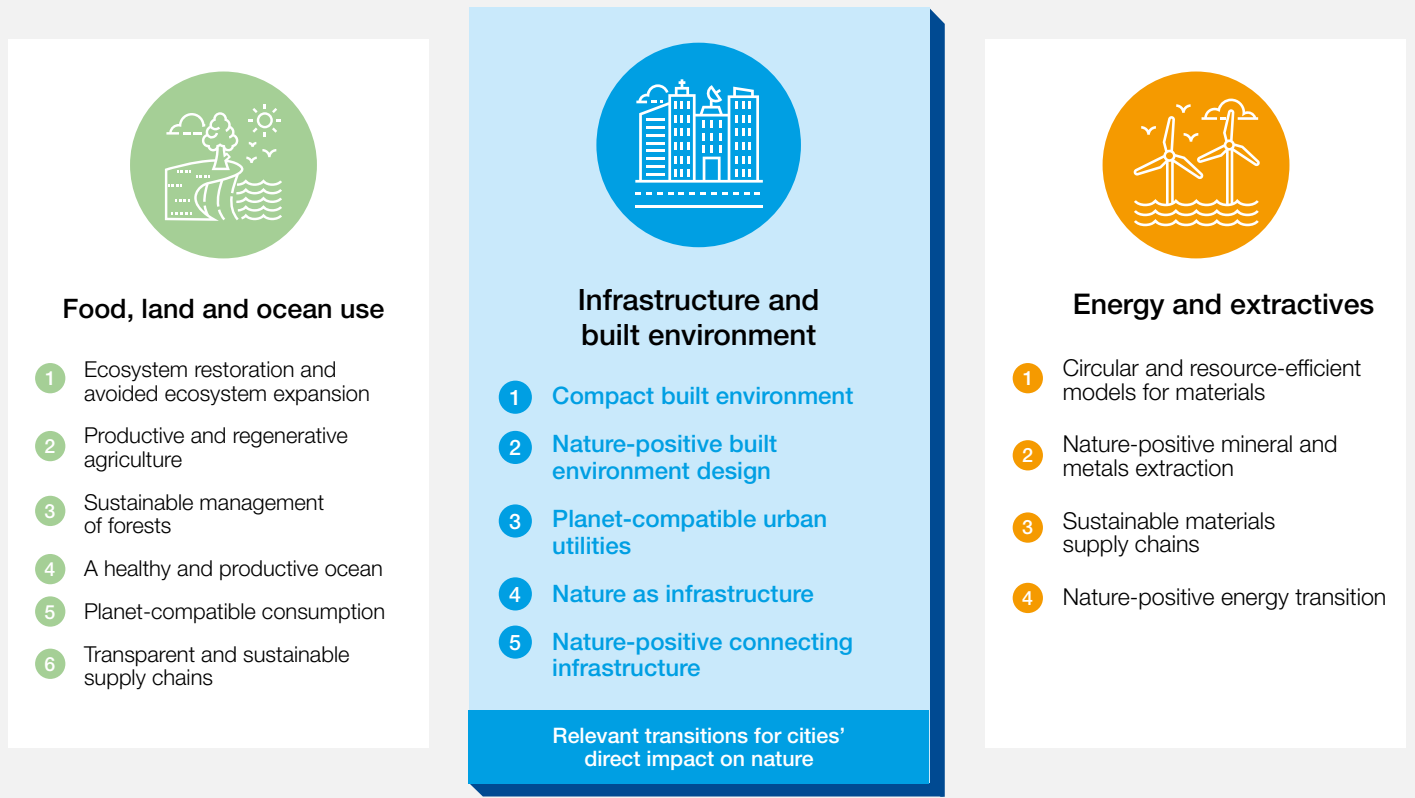 Food, land and ocean use
1
Ecosystem restoration and
avoided ecosystem expansion
2
Productive and regenerative
agriculture
3
Sustainable management
of forests
4
A healthy and productive ocean
5
Planet-compatible consumption
6
Transparent and sustainable
supply chains
Infrastructure and
built environment
1
Compact built environment
2
Nature-positive built
environment design
3
Planet-compatible urban
utilities
4
Nature as infrastructure
5
Nature-positive connecting
infrastructure
Relevant transitions for cities’
direct impact on nature
Energy and extractives
1
Circular and resource-efficient
models for materials
2
Nature-positive mineral and
metals extraction
3
Sustainable materials
supply chains
4
Nature-positive energy transition